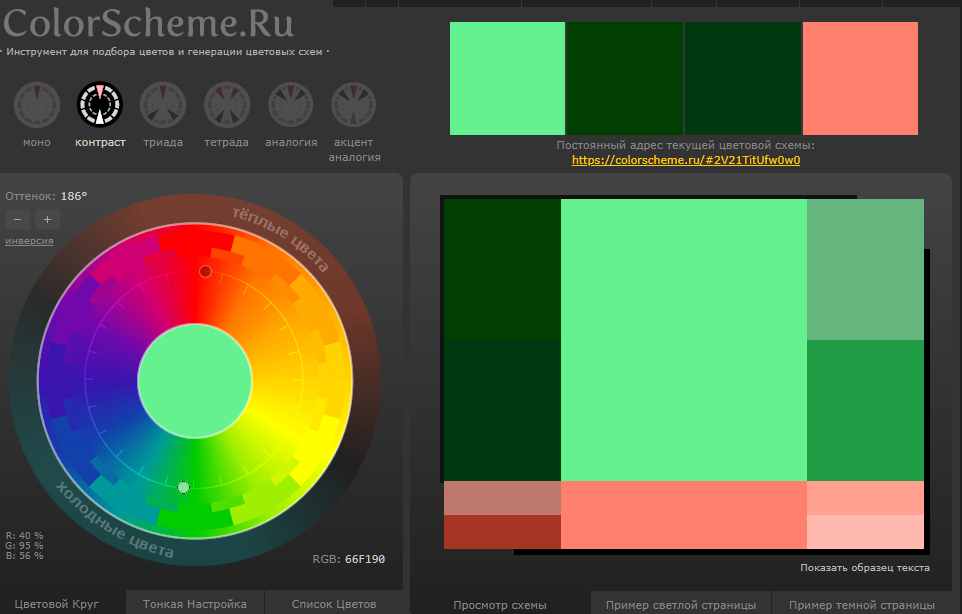 ColorScheme.Ru
· Инструмент для подбора цветов и генерации цветовых схем ·
моно
контраст
триада
тетрада
аналогия
акцент
аналогия
Постоянный адрес текущей цветовой схемы:
https://colorscheme.ru/#2V21TitUfw0w0
Оттенок: 186°
− +
инверсия
тёплые цвета
холодные цвета
R: 40 %
G: 95 %
B: 56 %
RGB: 66F190
Показать образец текста
Цветовой Круг
Тонкая Настройка
Список Цветов
Просмотр схемы
Пример светлой страницы
Пример темной страницы